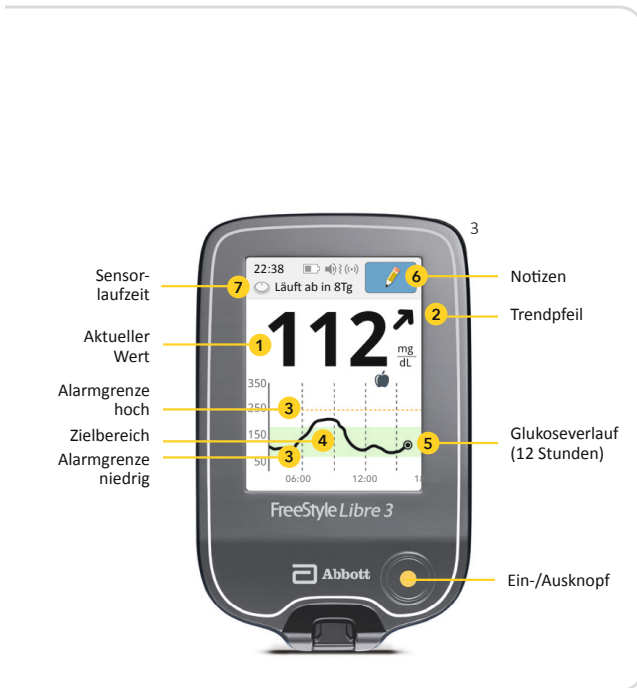 3
22:38
6
Notizen
Sensor-
laufzeit
7
Läuft ab in 8Tg
2
Trendpfeil
Aktueller
Wert
1
112
mg
dL
350
Alarmgrenze
hoch
250
3
Zielbereich
150
4
5
Glukoseverlauf
(12 Stunden)
Alarmgrenze
niedrig
50
3
06:00
12:00
FreeStyle Libre 3
Abbott
Ein-/Ausknopf